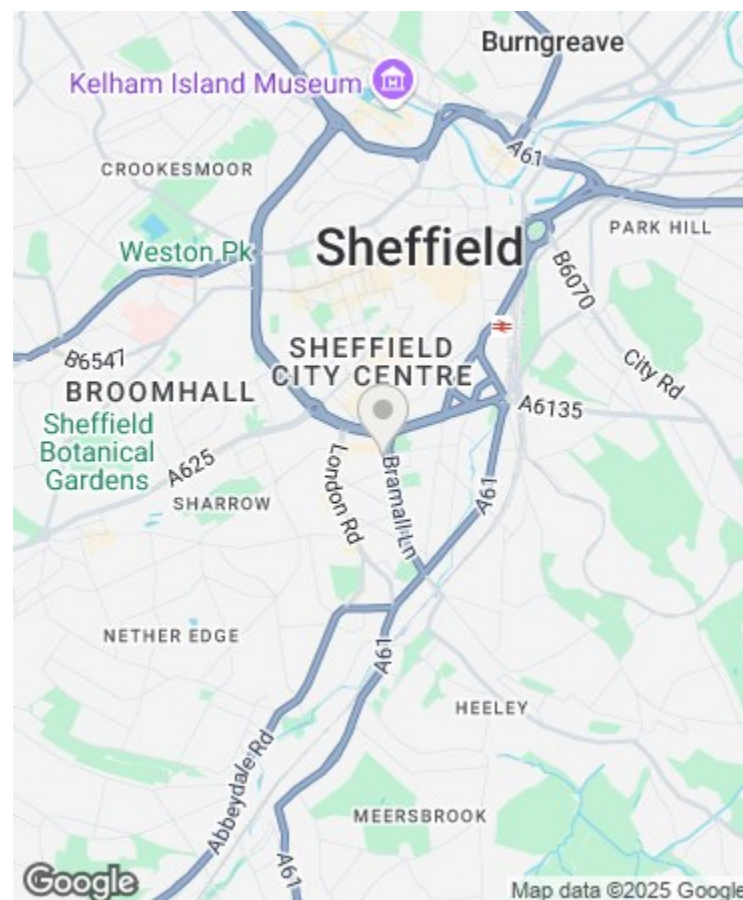 Burngreave
Kelham Island Museum
A61
CROOKESMOOR
PARK HILL
Weston Pk
Sheffield
B6070
SHEFFIELD
CITY CENTRE
B6547
City Rd
BROOMHALL
A6135
Sheffield
Botanical
Gardens
A625
London Rd
Bramall Ln
A61
SHARROW
NETHER EDGE
A61
HEELEY
Abbeydale Rd
MEERSBROOK
A61
Google
Map data ©2025 Google